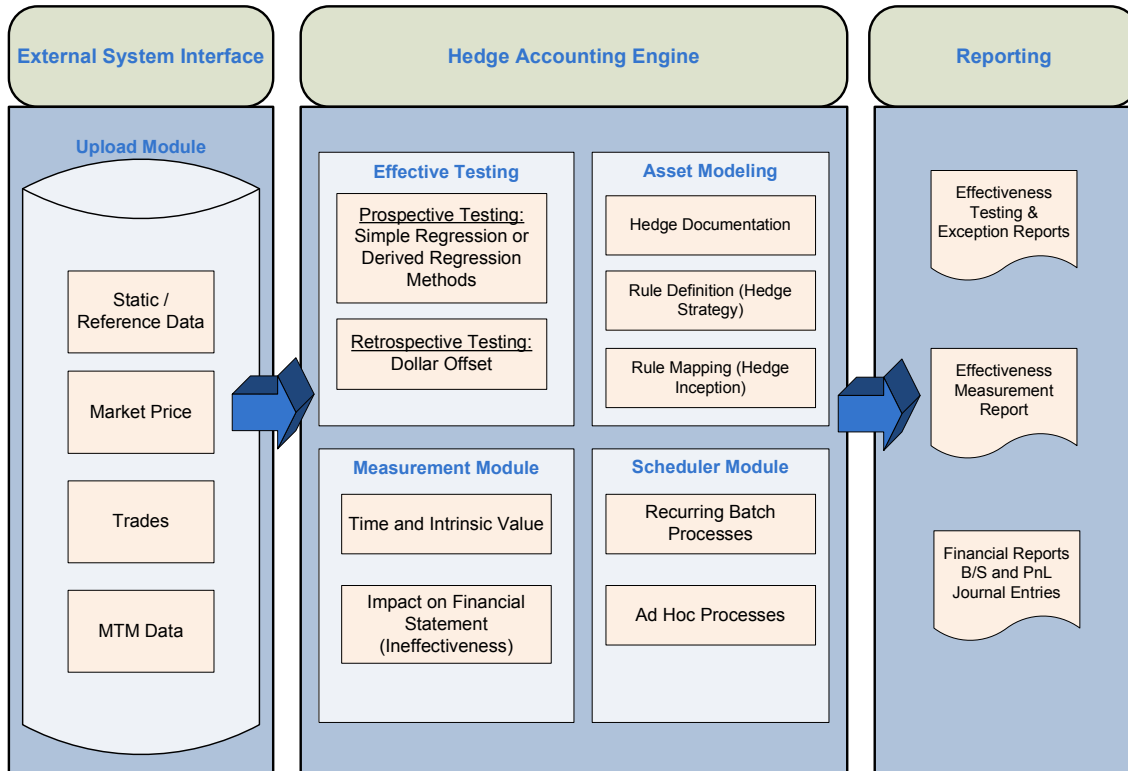 External System Interface
Hedge Accounting Engine
Reporting
Upload Module
Static /
Reference Data
Market Price
Trades
MTM Data
Effective Testing
Prospective Testing:
Simple Regression or
Derived Regression
Methods
Retrospective Testing:
Dollar Offset
Asset Modeling
Hedge Documentation
Rule Definition (Hedge
Strategy)
Rule Mapping (Hedge
Inception)
Measurement Module
Time and Intrinsic Value
Impact on Financial
Statement
(Ineffectiveness)
Scheduler Module
Recurring Batch
Processes
Ad Hoc Processes
Effectiveness
Testing &
Exception Reports
Effectiveness
Measurement
Report
Financial Reports
B/S and PnL
Journal Entries